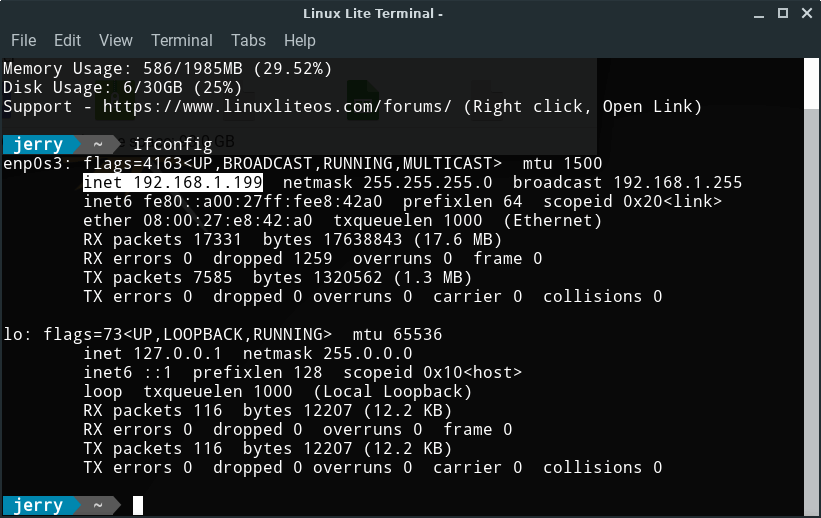 Linux Lite Terminal -
File Edit View Terminal Tabs Help
Memory Usage: 586/1985MB (29.52%)
Disk Usage: 6/30GB (25%)
Support - https://www.linuxliteos.com/forums/ (Right click, Open Link)
jerry ~ ifconfig
enp0s3: flags=4163<UP,BROADCAST,RUNNING,MULTICAST> mtu 1500
inet 192.168.1.199 netmask 255.255.255.0 broadcast 192.168.1.255
inet6 fe80::a00:27ff:fee8:42a0 prefixlen 64 scopeid 0x20<link>
ether 08:00:27:e8:42:a0 txqueuelen 1000 (Ethernet)
RX packets 17331 bytes 17638843 (17.6 MB)
RX errors 0 dropped 1259 overruns 0 frame 0
TX packets 7585 bytes 1320562 (1.3 MB)
TX errors 0 dropped 0 overruns 0 carrier 0 collisions 0
lo: flags=73<UP,LOOPBACK,RUNNING> mtu 65536
inet 127.0.0.1 netmask 255.0.0.0
inet6 ::1 prefixlen 128 scopeid 0x10<host>
loop txqueuelen 1000 (Local Loopback)
RX packets 116 bytes 12207 (12.2 KB)
RX errors 0 dropped 0 overruns 0 frame 0
TX packets 116 bytes 12207 (12.2 KB)
TX errors 0 dropped 0 overruns 0 carrier 0 collisions 0
jerry ~